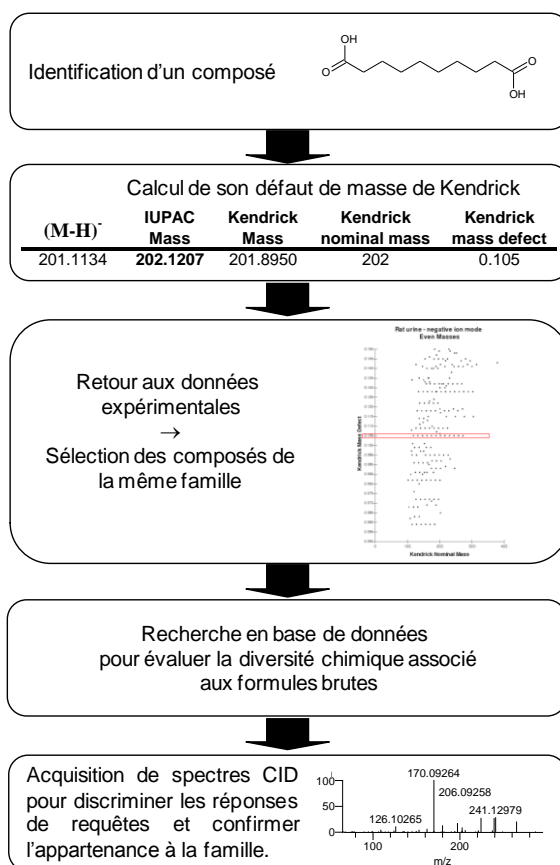 Identification d'un composé
OH
O
O
OH
Calcul de son défaut de masse de Kendrick
(M-H)- IUPAC Mass Kendrick Mass Kendrick nominal mass Kendrick mass defect
201.1134 202.1207 201.8950 202 0.105
Retour aux données
expérimentales
→
Sélection des composés de
la même famille
Rat urine - negative ion mode
Even Masses
Kendrick Mass Defect
0 100 200 300 400
Kendrick Nominal Mass
Recherche en base de données
pour évaluer la diversité chimique associé
aux formules brutes
Acquisition de spectres CID
pour discriminer les réponses
de requêtes et confirmer
l'appartenance à la famille.
100
50
0
170.09264
206.09258
126.10265
241.12979
100 200
m/z